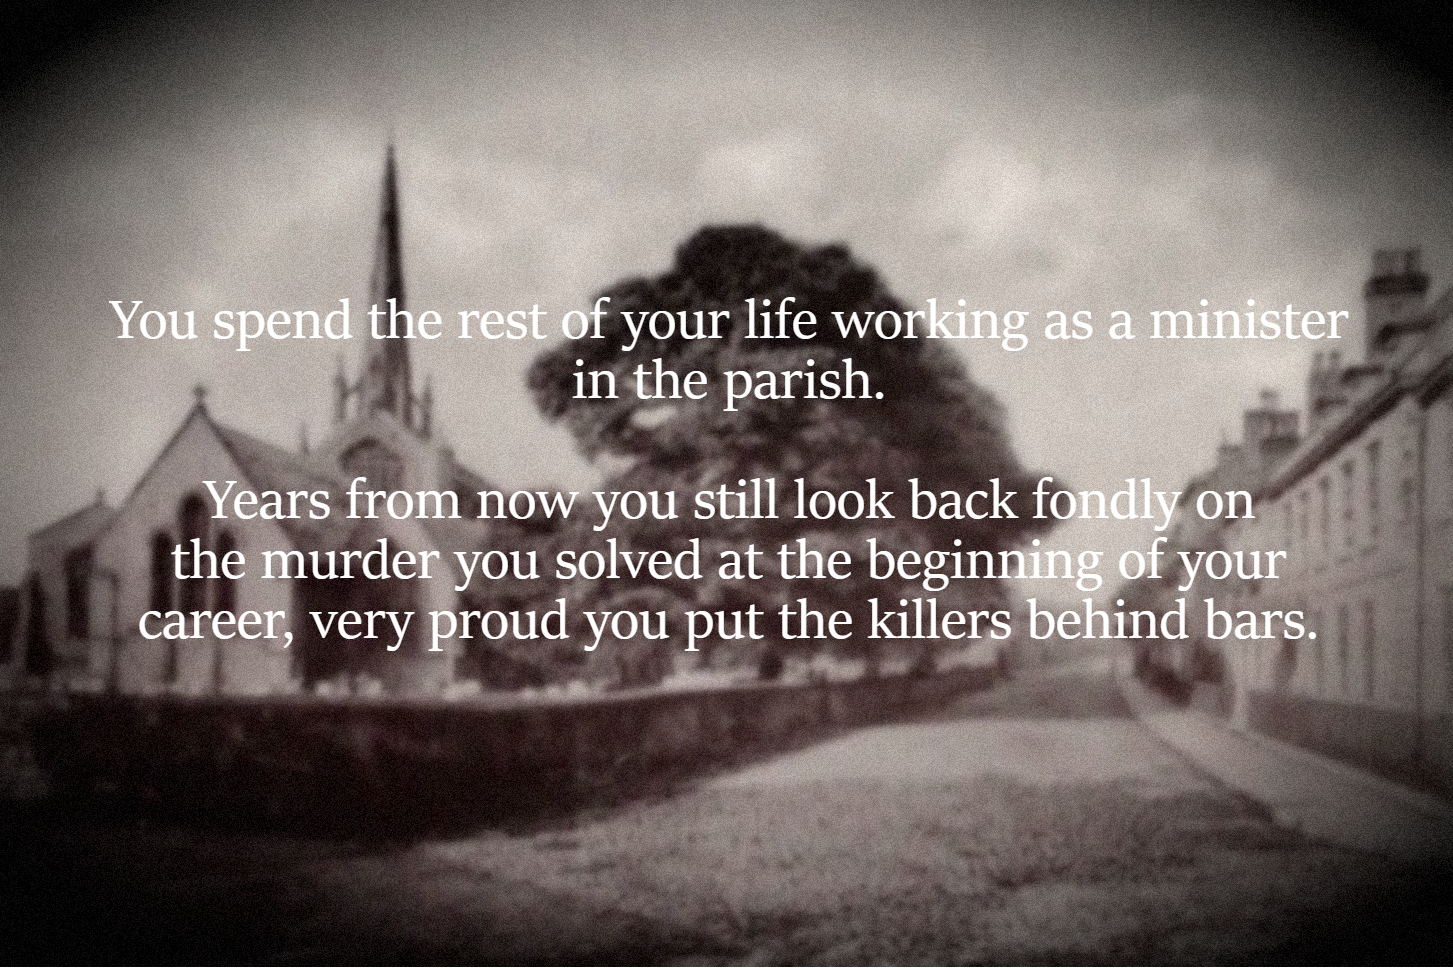 You spend the rest of your life working as a minister
in the parish.
Years from now you still look back fondly on
the murder you solved at the beginning of your
career, very proud you put the killers behind bars.